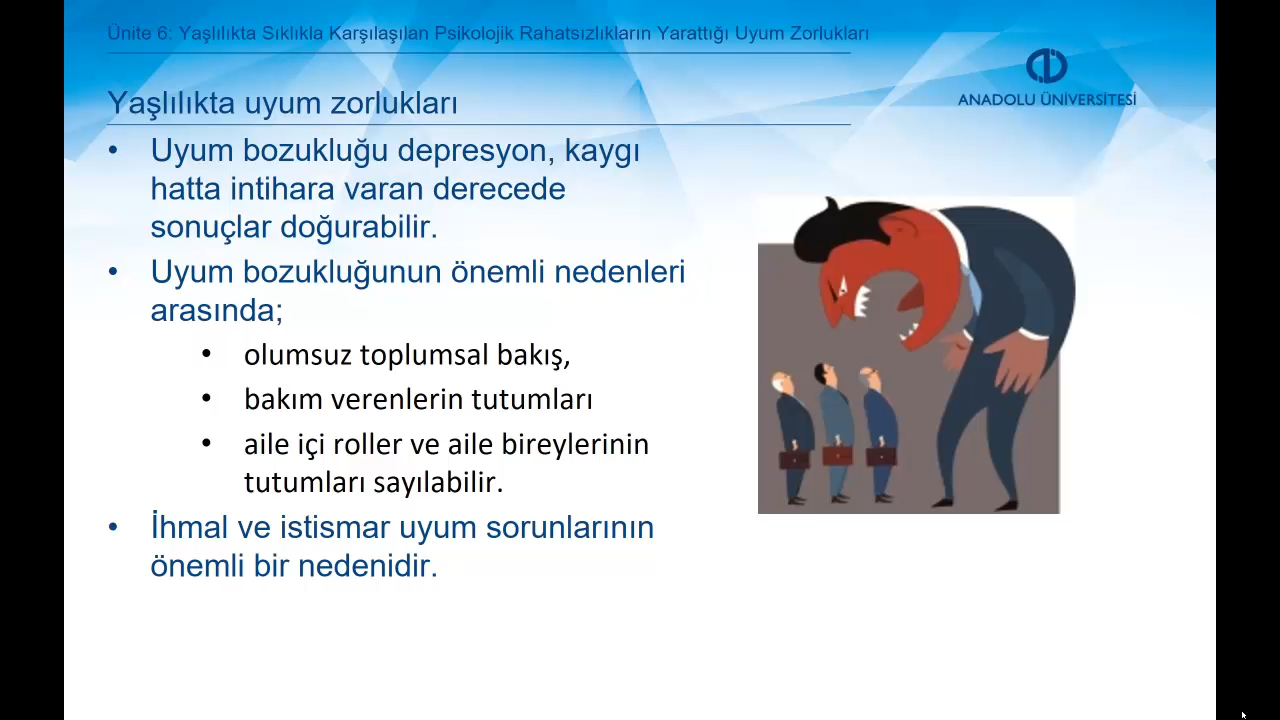 Ünite 6: Yaşlılıkta Sıklıkla Karşılaşılan Psikolojik Rahatsızlıkların Yarattığı Uyum Zorlukları
ANADOLU ÜNİVERSİTESİ
Yaşlılıkta uyum zorlukları
• Uyum bozukluğu depresyon, kaygı
hatta intihara varan derecede
sonuçlar doğurabilir.
• Uyum bozukluğunun önemli nedenleri
arasında;
• olumsuz toplumsal bakış,
• bakım verenlerin tutumları
• aile içi roller ve aile bireylerinin
tutumları sayılabilir.
• İhmal ve istismar uyum sorunlarının
önemli bir nedenidir.